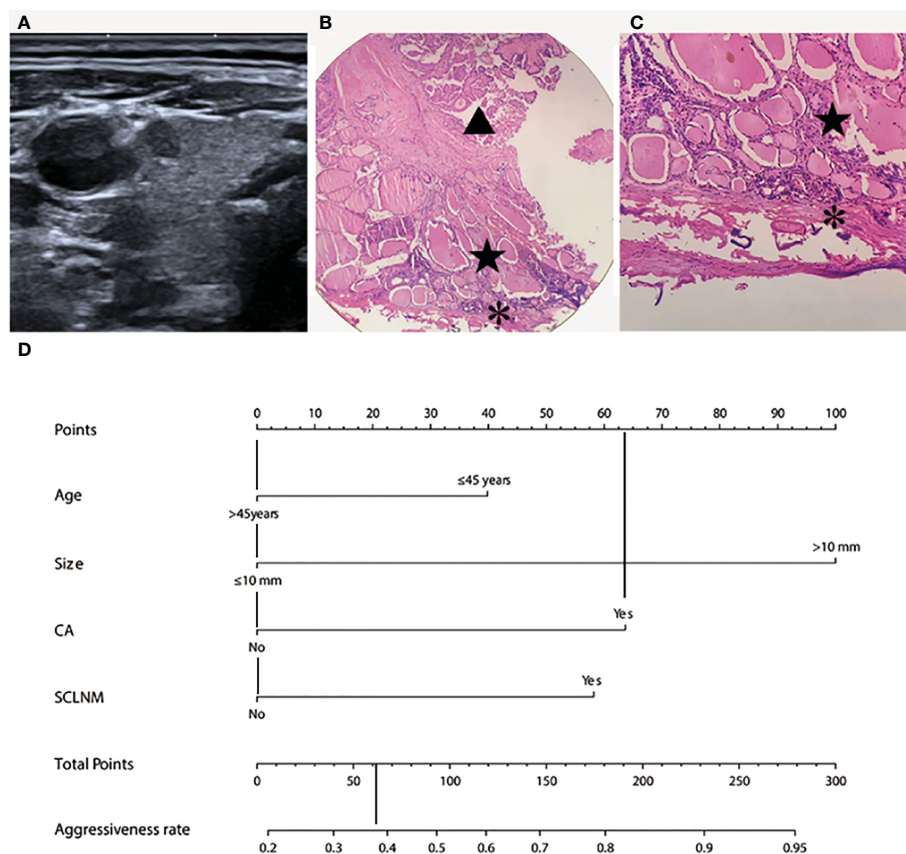 A B C
D
0 10 20 30 40 50 60 70 80 90 100
Points
≤45 years
Age
>45years
>10 mm
Size
≤10 mm
Yes
CA
No
Yes
SCLNM
No
Total Points
0 50 100 150 200 250 300
Aggressiveness rate
0.2 0.3 0.4 0.5 0.6 0.7 0.8 0.9 0.95